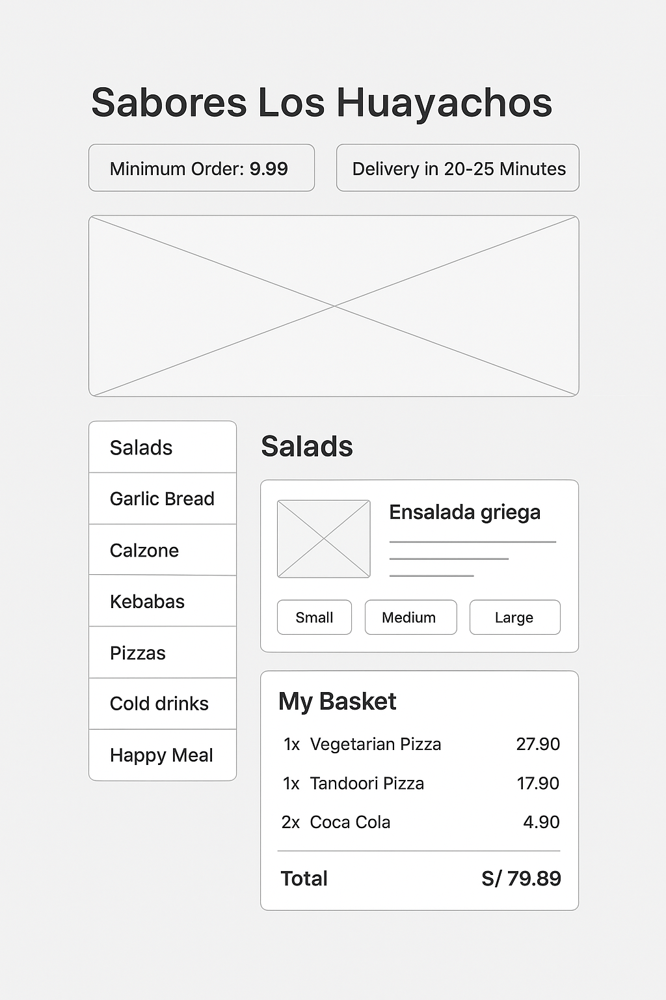 Sabores Los Huayachos
Minimum Order: 9.99
Delivery in 20-25 Minutes
Salads
Garlic Bread
Calzone
Kebabas
Pizzas
Cold drinks
Happy Meal
Salads
Ensalada griega
Small Medium Large
My Basket
1x Vegetarian Pizza 27.90
1x Tandoori Pizza 17.90
2x Coca Cola 4.90
Total S/ 79.89